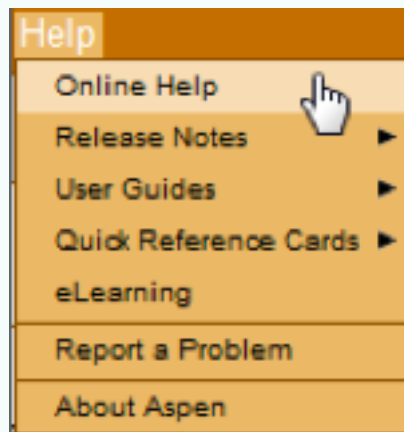 Help
Online Help
Release Notes
User Guides
Quick Reference Cards
eLearning
Report a Problem
About Aspen